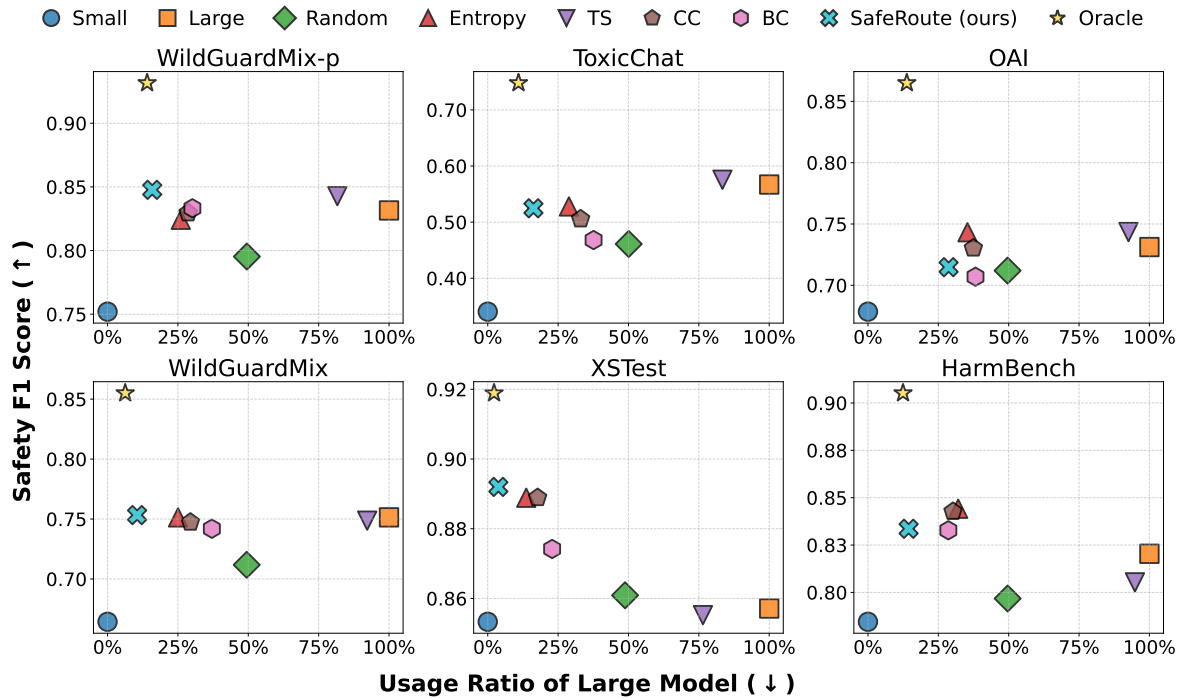 Small Large Random Entropy TS CC BC SafeRoute (ours) Oracle
WildGuardMix-p ToxicChat OAI
0.90
0.85
0.80
0.75
0% 25% 50% 75% 100%
0.70
0.60
0.50
0.40
0% 25% 50% 75% 100%
0.85
0.80
0.75
0.70
0% 25% 50% 75% 100%
WildGuardMix XSTest HarmBench
0.85
0.80
0.75
0.70
0% 25% 50% 75% 100%
0.92
0.90
0.88
0.86
0% 25% 50% 75% 100%
0.90
0.88
0.85
0.83
0.80
0% 25% 50% 75% 100%
Safety F1 Score (↑)
Usage Ratio of Large Model (↓)